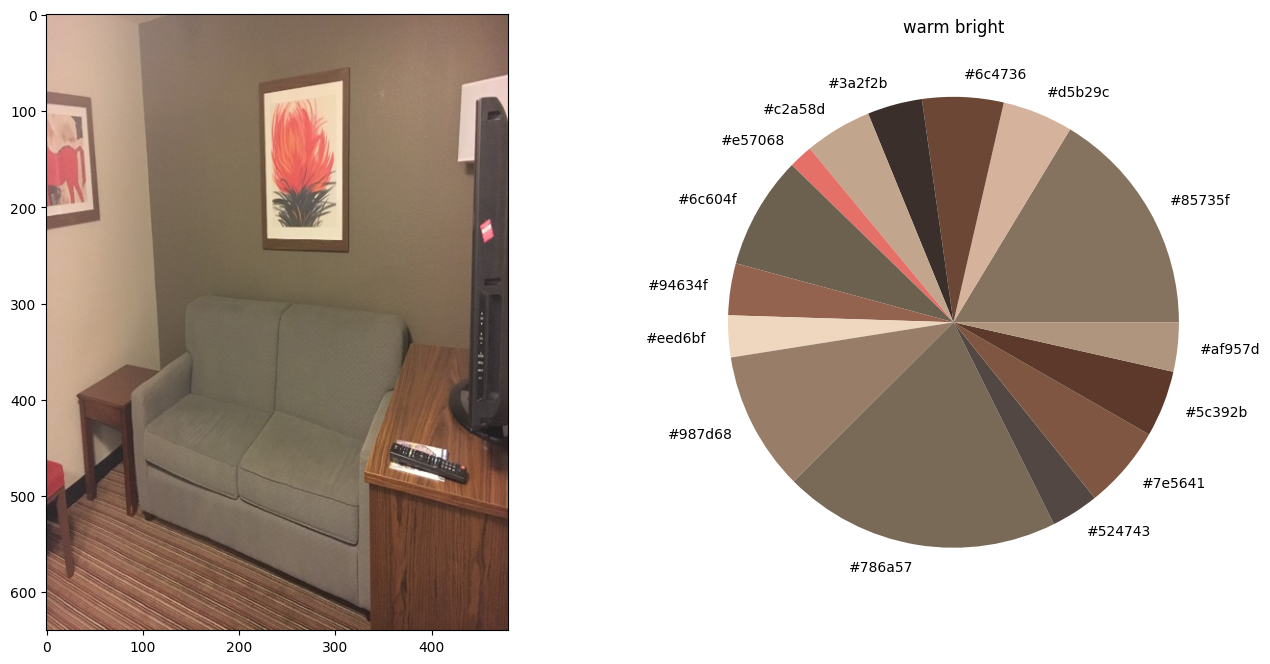 0
100
200
300
400
500
600
0 100 200 300 400
warm bright
#6c4736
#3a2f2b
#d5b29c
#c2a58d
#e57068
#6c604f
#85735f
#94634f
#eed6bf
#af957d
#5c392b
#987d68
#7e5641
#524743
#786a57